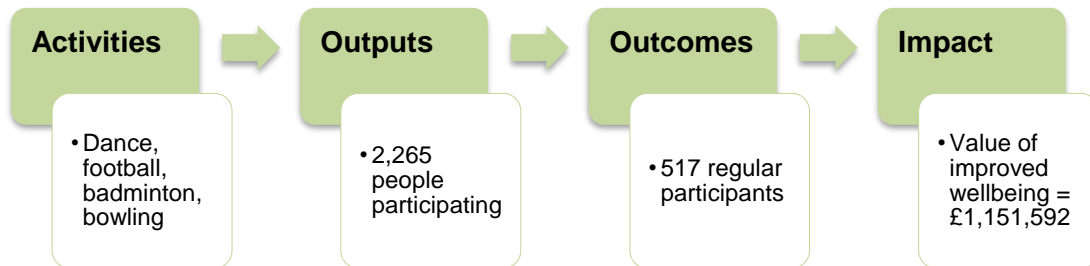 Activities
• Dance,
football,
badminton,
bowling
Outputs
• 2,265
people
participating
Outcomes
• 517 regular
participants
Impact
• Value of
improved
wellbeing =
£1,151,592